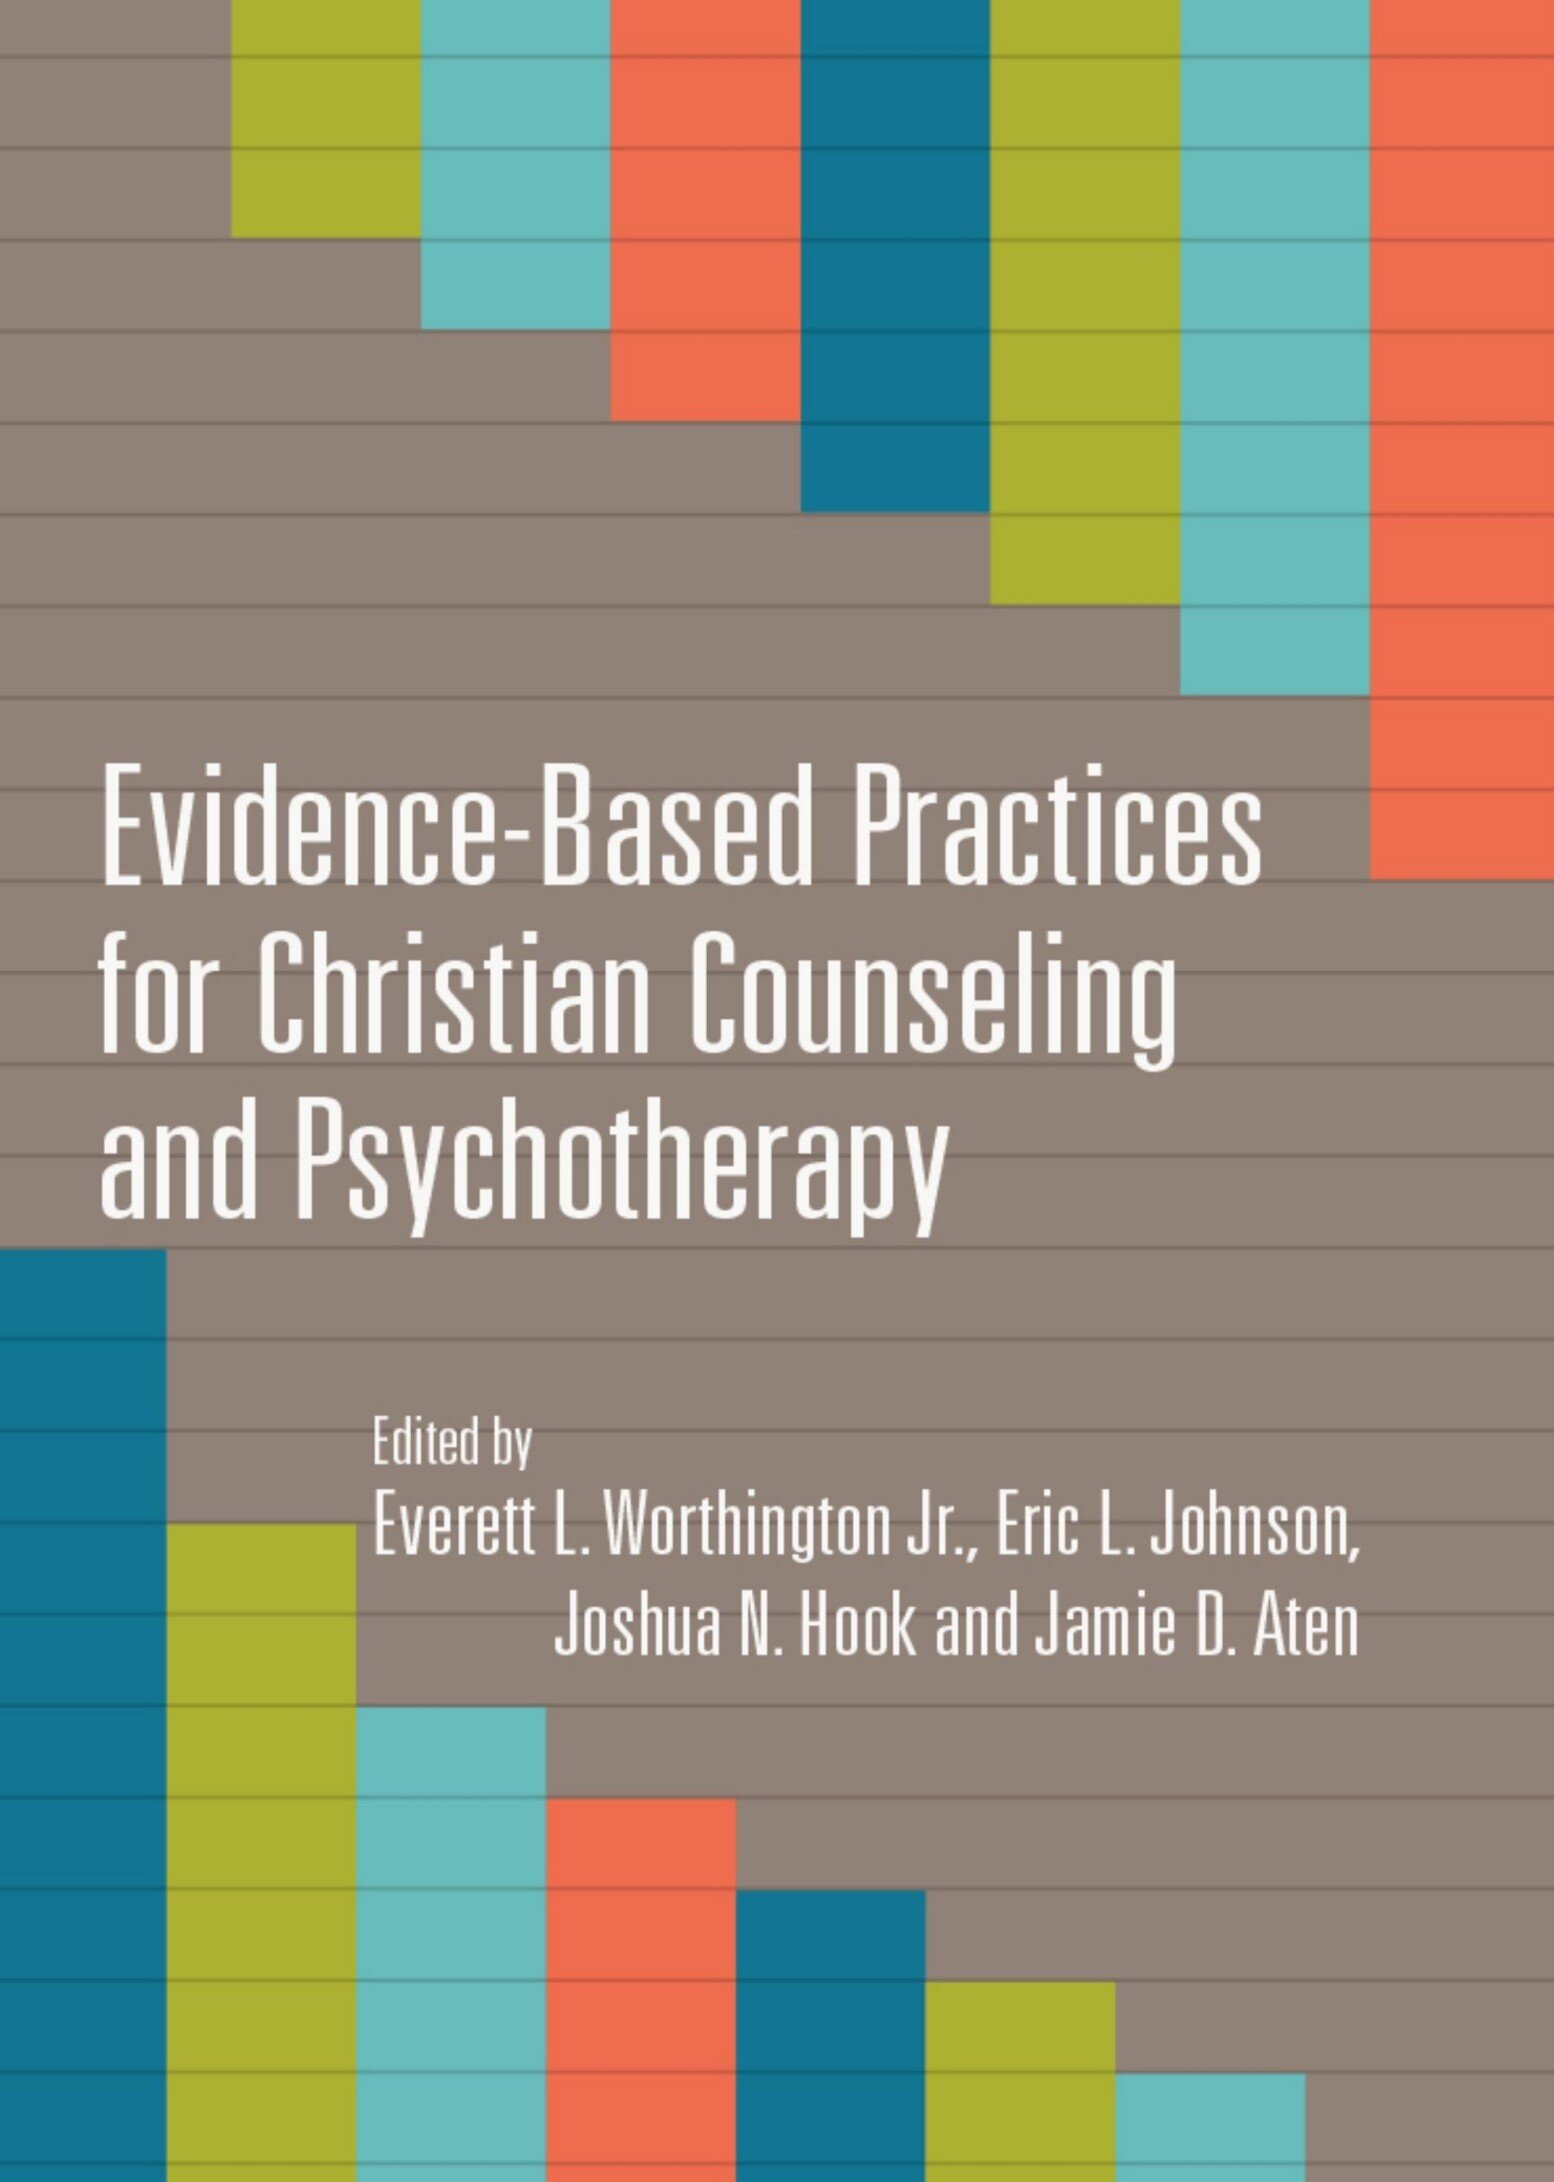 Evidence-Based Practices
for Christian Counseling
and Psychotherapy
Edited by
Everett L. Worthington Jr., Eric L. Johnson,
Joshua N. Hook and Jamie D. Aten